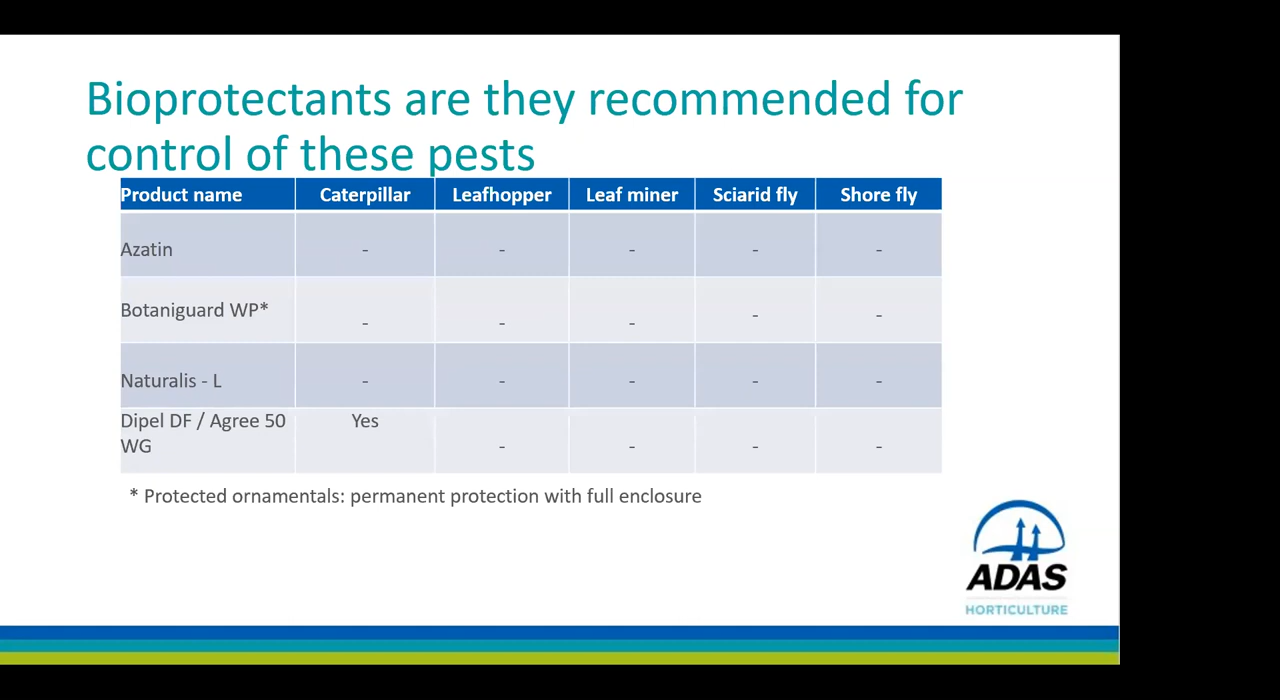 Bioprotectants are they recommended for
control of these pests
Product name Caterpillar Leafhopper Leaf miner Sciarid fly Shore fly
Azatin - - - - -
Botaniguard WP* - - - - -
Naturalis - L - - - - -
Dipel DF / Agree 50 Yes
WG - - - -
* Protected ornamentals: permanent protection with full enclosure
ADAS
HORTICULTURE